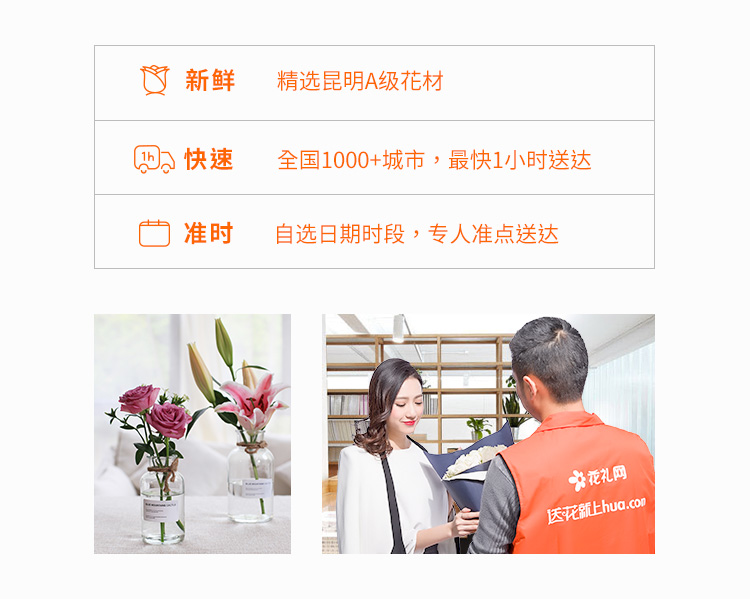 新鲜 精选昆明A级花材
1h 快速 全国1000+城市，最快1小时送达
准时 自选日期时段，专人准点送达
花礼网
送花就上hua.com